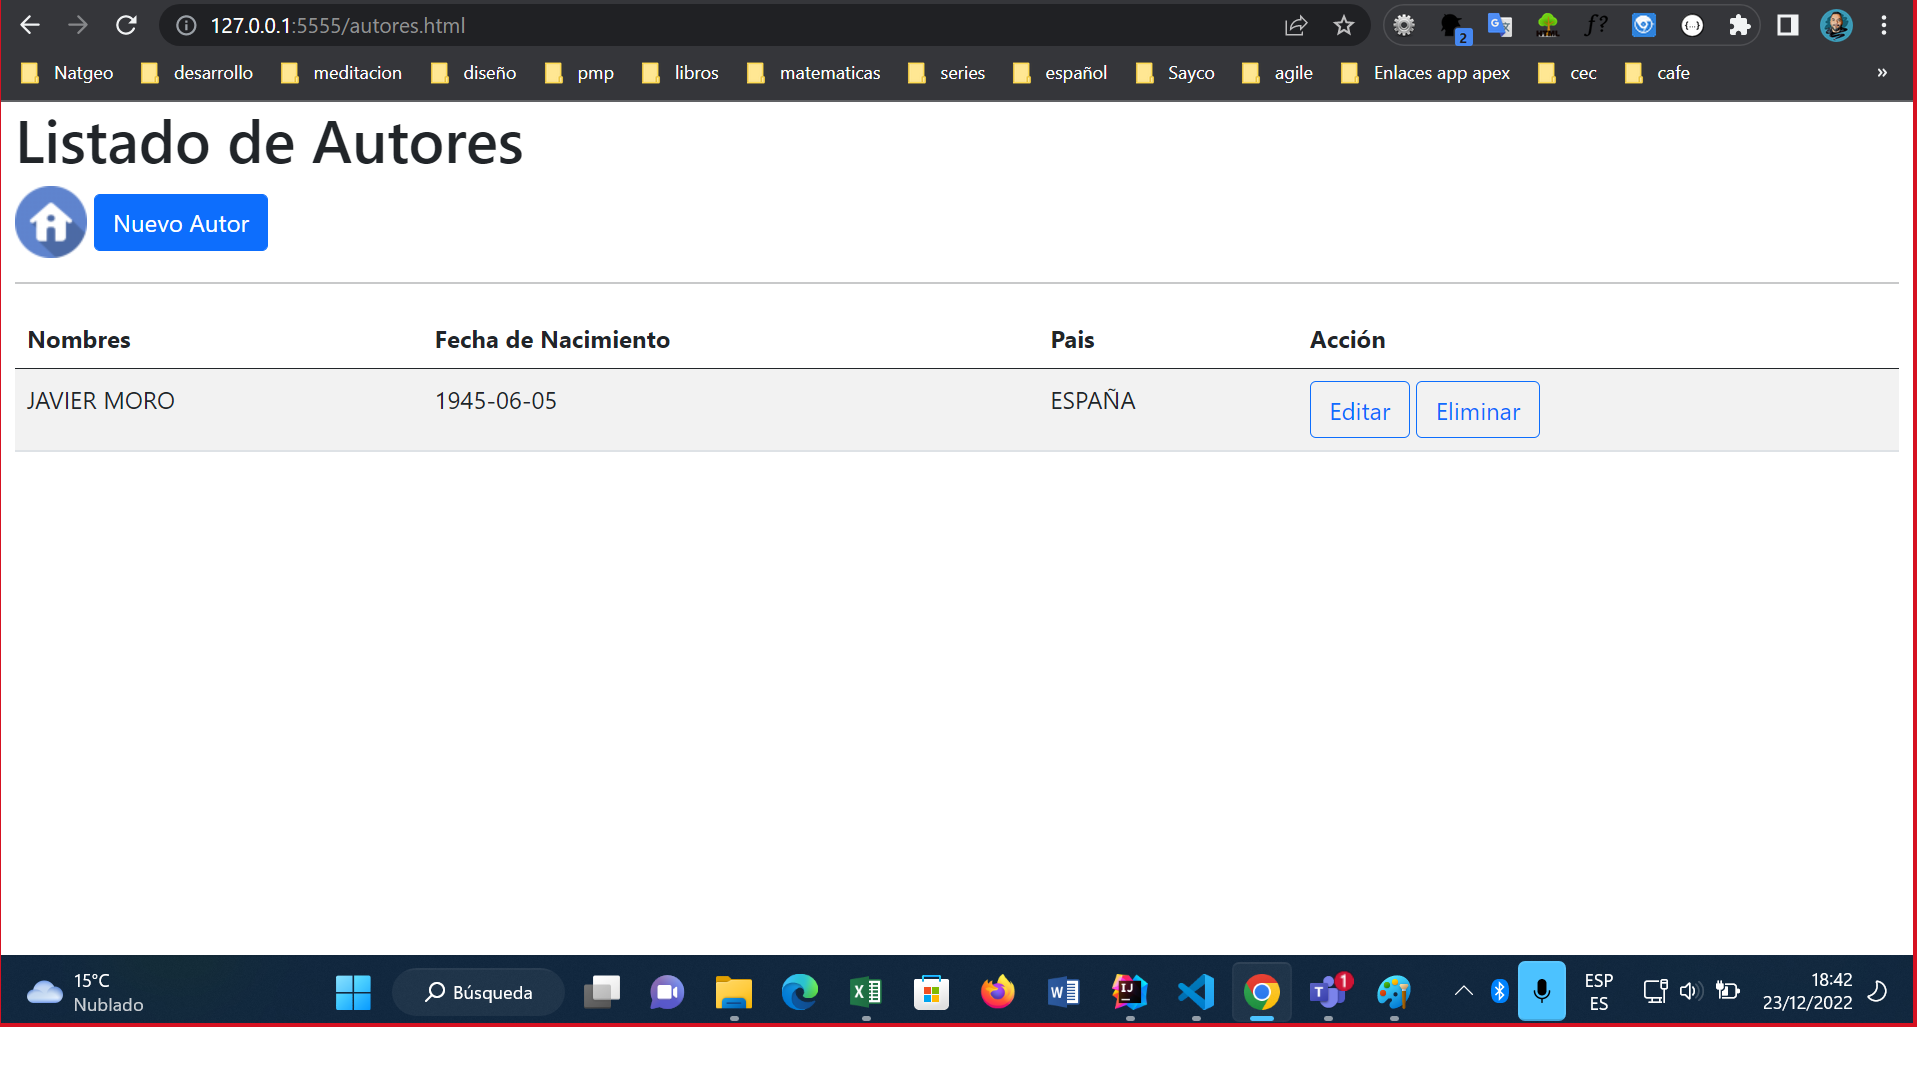 127.0.0.1:5555/autores.html
2
Natgeo desarrollo meditacion diseño pmp libros matematicas series español Sayco agile Enlaces app apex cec cafe »
Listado de Autores
Nuevo Autor
Nombres Fecha de Nacimiento Pais Acción
JAVIER MORO 1945-06-05 ESPAÑA Editar Eliminar
15°C
Nublado
Búsqueda
1
ESP
ES
18:42
23/12/2022